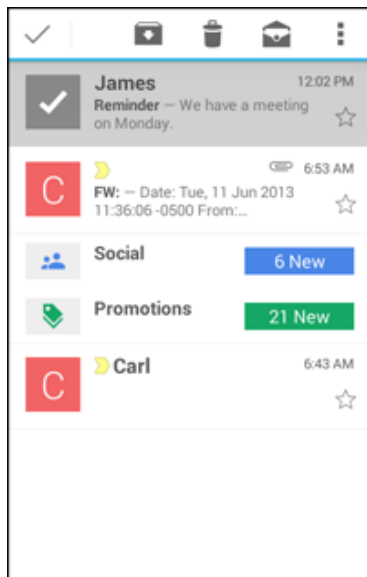 James 12:02 PM
Reminder – We have a meeting
on Monday.
C 6:53 AM
FW: – Date: Tue, 11 Jun 2013
11:36:06 -0500 From:...
Social 6 New
Promotions 21 New
C Carl 6:43 AM